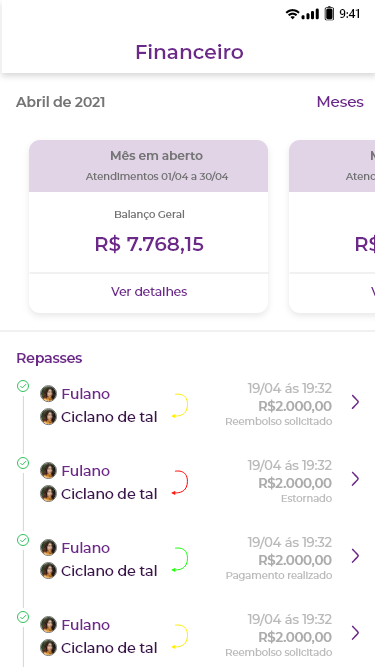 9:41
Financeiro
Abril de 2021
Meses
Mês em aberto
Atendimentos 01/04 a 30/04
Balanço Geral
R$ 7.768,15
Ver detalhes
M
Atenc
R$
V
Repasses
Fulano
Ciclano de tal
19/04 ás 19:32
R$2.000,00
Reembolso solicitado
Fulano
Ciclano de tal
19/04 ás 19:32
R$2.000,00
Estornado
Fulano
Ciclano de tal
19/04 ás 19:32
R$2.000,00
Pagamento realizado
Fulano
Ciclano de tal
19/04 ás 19:32
R$2.000,00
Reembolso solicitado